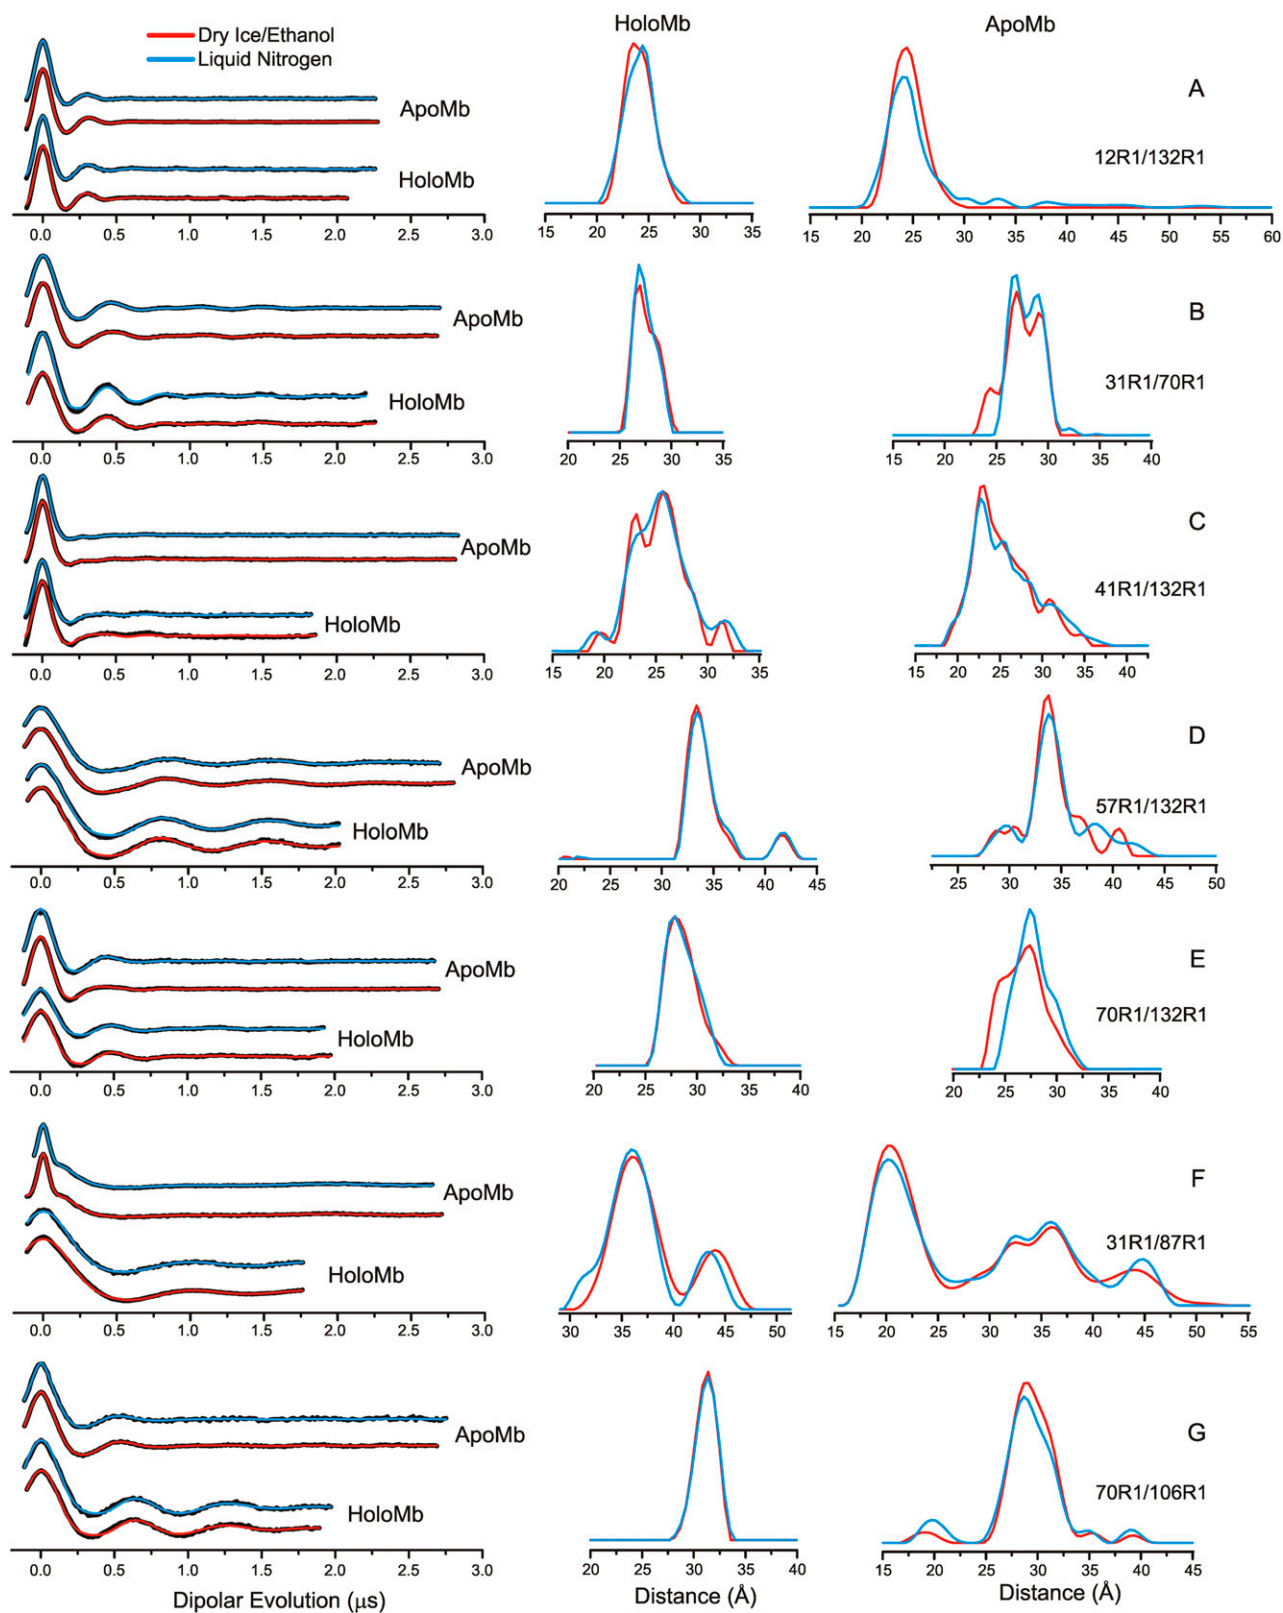 Dry Ice/Ethanol
Liquid Nitrogen
HoloMb
ApoMb
A
12R1/132R1
ApoMb
HoloMb
0.0 0.5 1.0 1.5 2.0 2.5 3.0
15 20 25 30 35
15 20 25 30 35 40 45 50 55 60
B
31R1/70R1
ApoMb
HoloMb
0.0 0.5 1.0 1.5 2.0 2.5 3.0
20 25 30 35
15 20 25 30 35 40
C
41R1/132R1
ApoMb
HoloMb
0.0 0.5 1.0 1.5 2.0 2.5 3.0
15 20 25 30 35
15 20 25 30 35 40
D
57R1/132R1
ApoMb
HoloMb
0.0 0.5 1.0 1.5 2.0 2.5 3.0
20 25 30 35 40 45
25 30 35 40 45 50
E
70R1/132R1
ApoMb
HoloMb
0.0 0.5 1.0 1.5 2.0 2.5 3.0
20 25 30 35 40
20 25 30 35 40
F
31R1/87R1
ApoMb
HoloMb
0.0 0.5 1.0 1.5 2.0 2.5 3.0
30 35 40 45 50
15 20 25 30 35 40 45 50 55
G
70R1/106R1
ApoMb
HoloMb
0.0 0.5 1.0 1.5 2.0 2.5 3.0
20 25 30 35 40
15 20 25 30 35 40 45
Dipolar Evolution (μs)
Distance (Å)
Distance (Å)